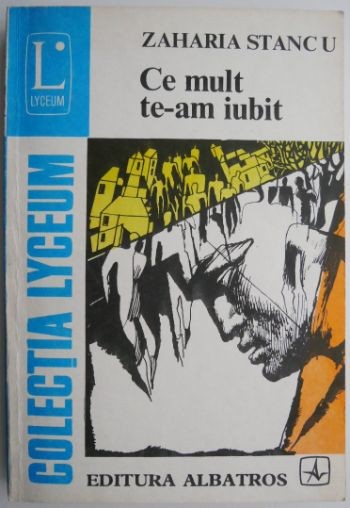 L
LYCEUM
ZAHARIA STANCU
Ce mult
te-am iubit
COLECȚIA LYCEUM
EDITURA ALBATROS